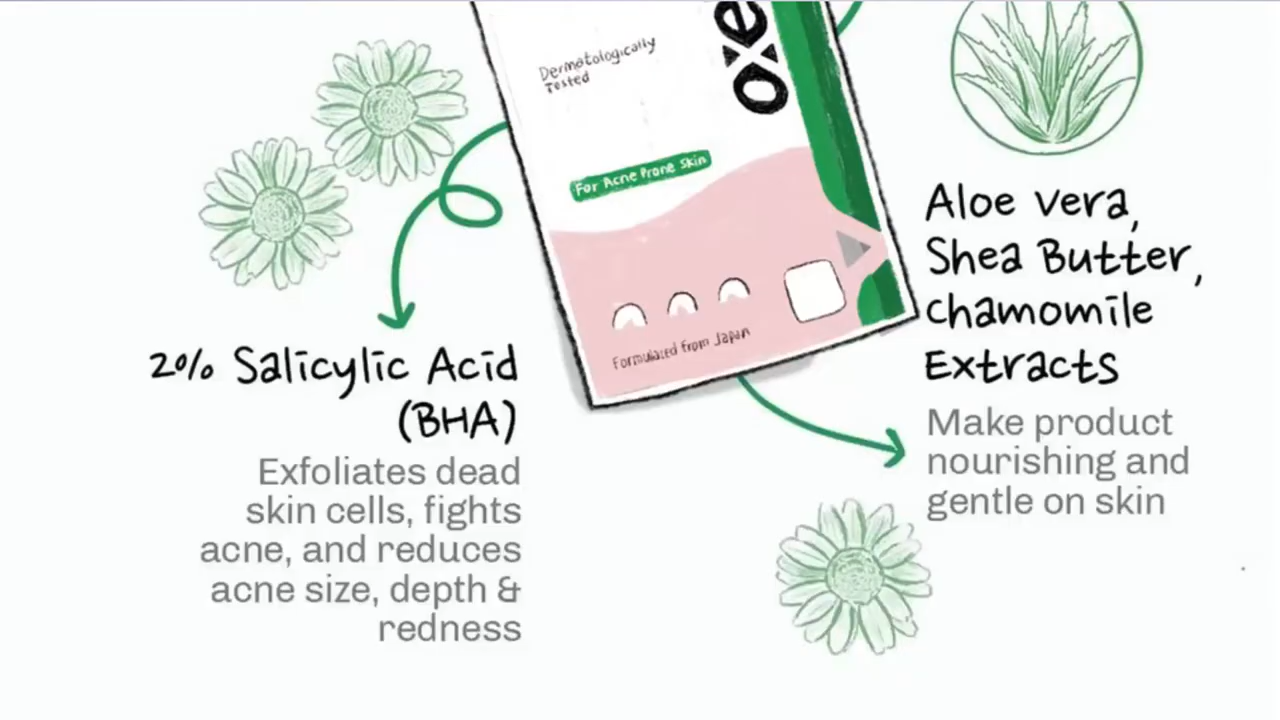 Dermatologically
Tested
oxe
For Acne Prone Skin
Formulated from Japan
2% Salicylic Acid
(BHA)
Exfoliates dead
skin cells, fights
acne, and reduces
acne size, depth &
redness
Aloe vera,
Shea Butter,
chamomile
Extracts
Make product
nourishing and
gentle on skin